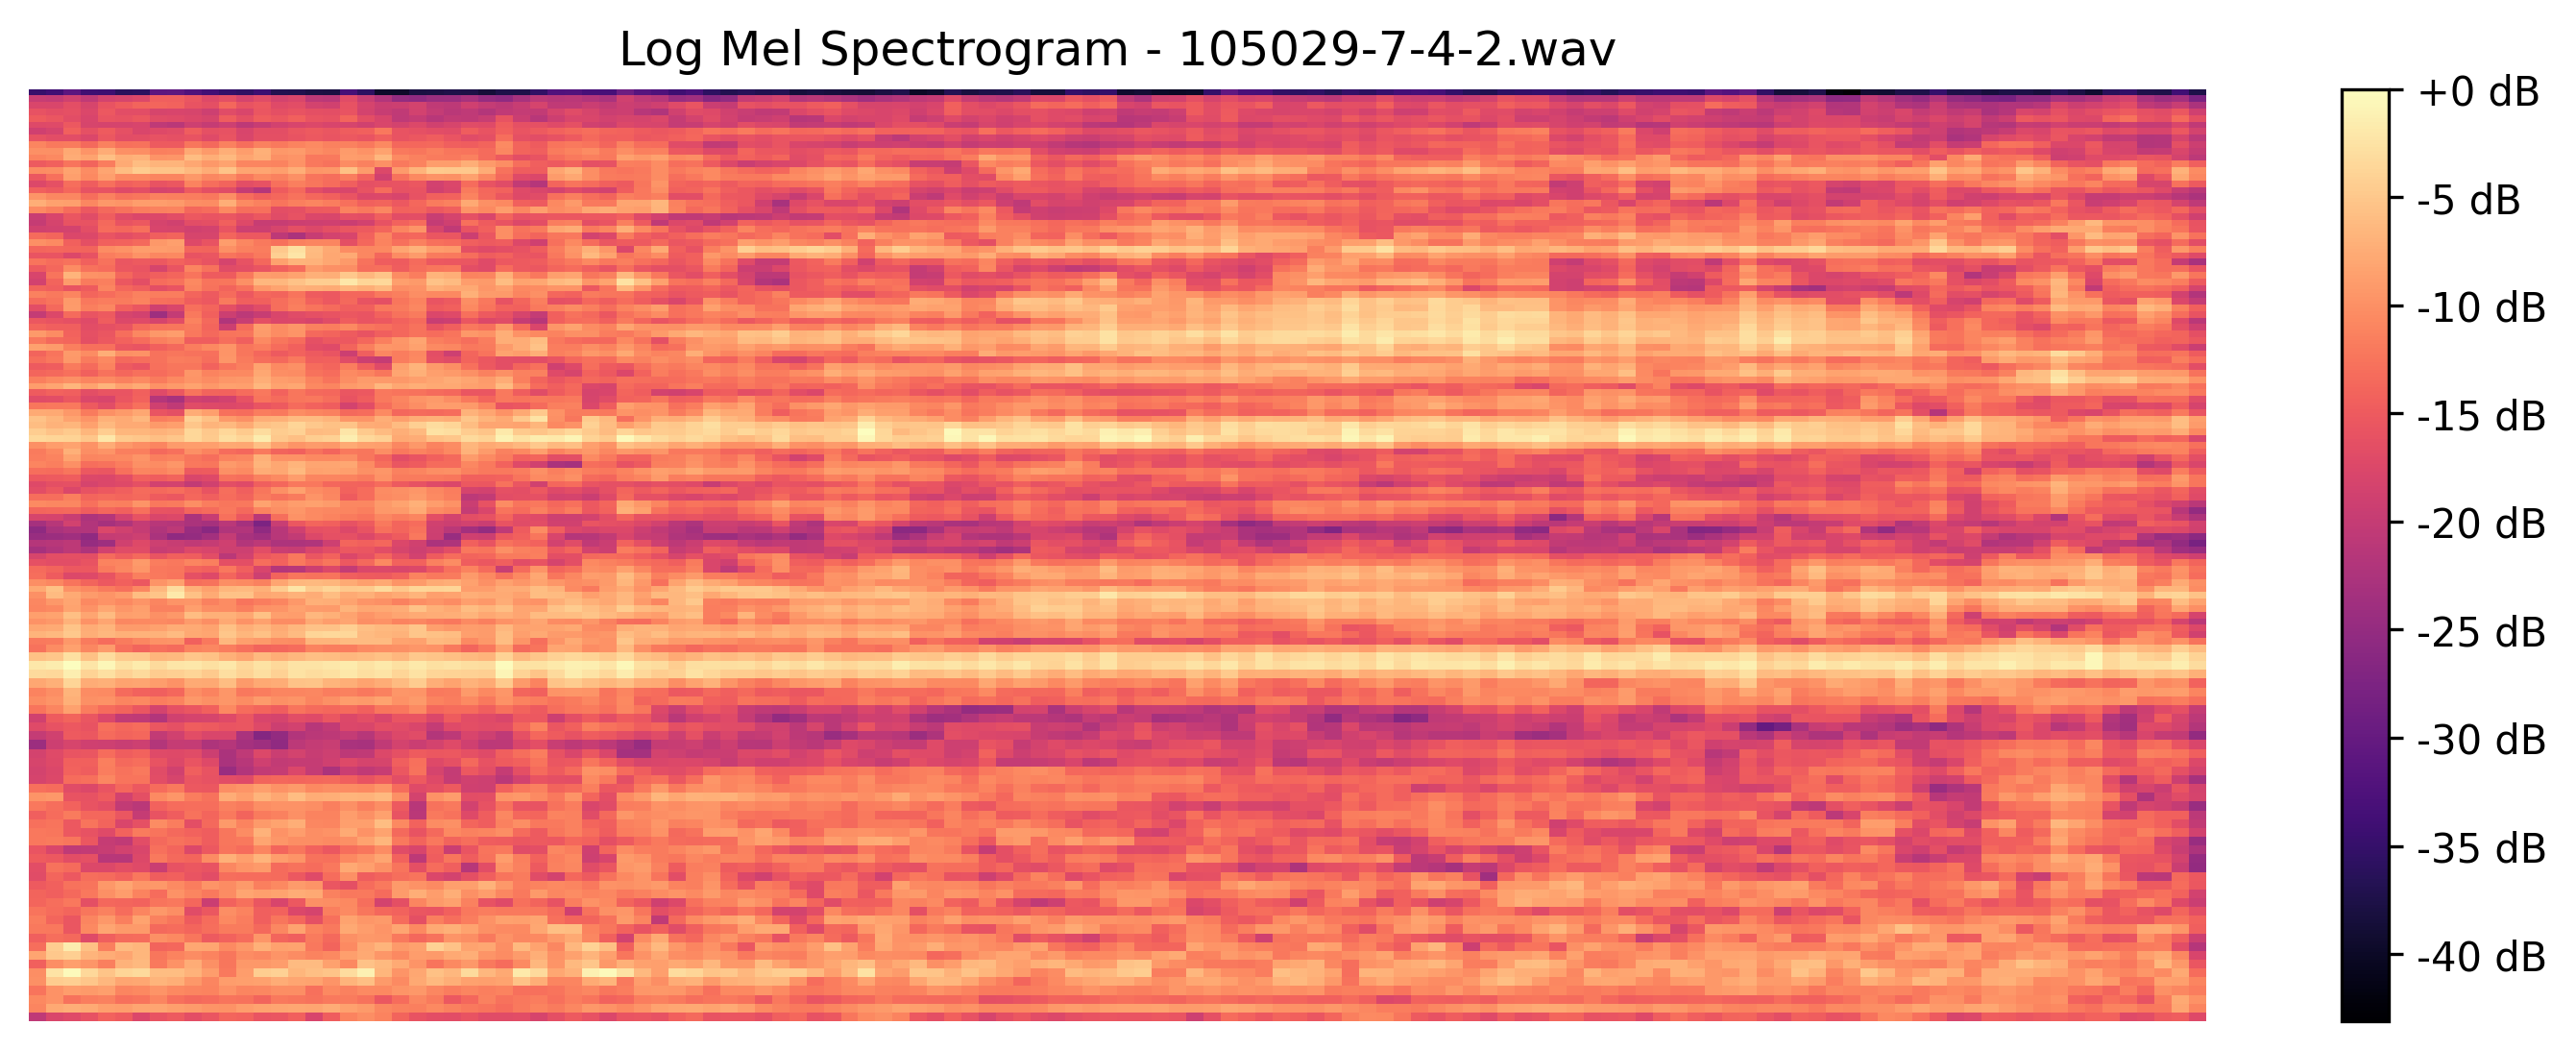 Log Mel Spectrogram - 105029-7-4-2.wav
+0 dB
-5 dB
-10 dB
-15 dB
-20 dB
-25 dB
-30 dB
-35 dB
-40 dB